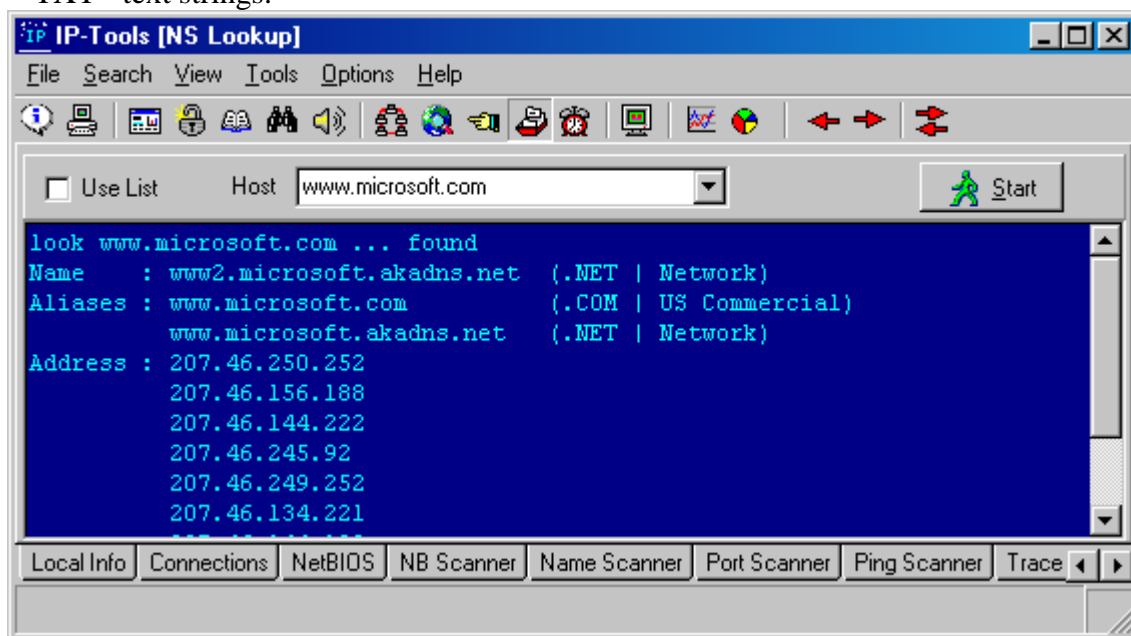 TXT - text strings.
IP IP-Tools [NS Lookup]
File Search View Tools Options Help
Use List Host www.microsoft.com Start
look www.microsoft.com ... found
Name : www2.microsoft.akadns.net (.NET | Network)
Aliases : www.microsoft.com (.COM | US Commercial)
www.microsoft.akadns.net (.NET | Network)
Address : 207.46.250.252
207.46.156.188
207.46.144.222
207.46.245.92
207.46.249.252
207.46.134.221
Local Info Connections NetBIOS NB Scanner Name Scanner Port Scanner Ping Scanner Trace